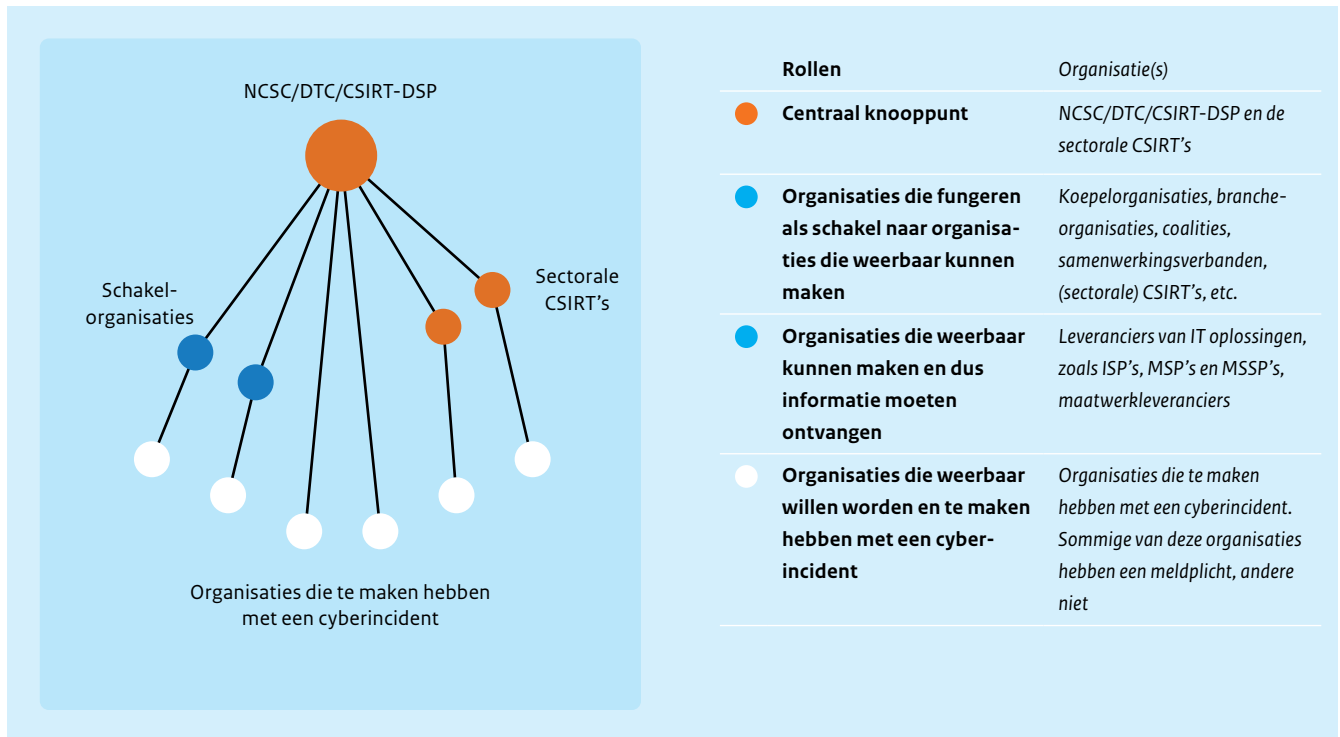 NCSC/DTC/CSIRT-DSP
Schakel-
organisaties
Sectorale
CSIRT's
Organisaties die te maken hebben
met een cyberincident
Rollen
Organisatie(s)
Centraal knooppunt
NCSC/DTC/CSIRT-DSP en de
sectorale CSIRT's
Organisaties die fungeren
als schakel naar organisa-
ties die weerbaar kunnen
maken
Koepelorganisaties, branche-
organisaties, coalities,
samenwerkingsverbanden,
(sectorale) CSIRT's, etc.
Organisaties die weerbaar
kunnen maken en dus
informatie moeten
ontvangen
Leveranciers van IT oplossingen,
zoals ISP's, MSP's en MSSP's,
maatwerkleveranciers
Organisaties die weerbaar
willen worden en te maken
hebben met een cyber-
incident
Organisaties die te maken
hebben met een cyberincident.
Sommige van deze organisaties
hebben een meldplicht, andere
niet